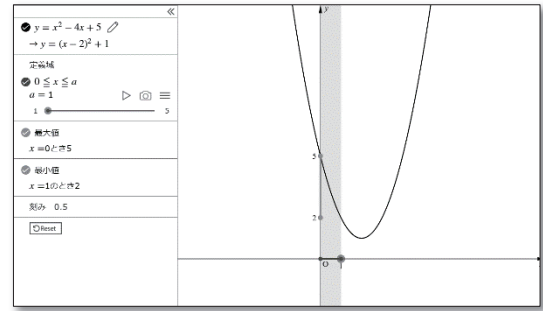 y = x² − 4x + 5
→ y = (x − 2)² + 1
定義域
0 ≦ x ≦ a
a = 1
1 5
最大値
x =0とき5
最小値
x =1のとき2
刻み 0.5
Reset
y
5
2
O 1